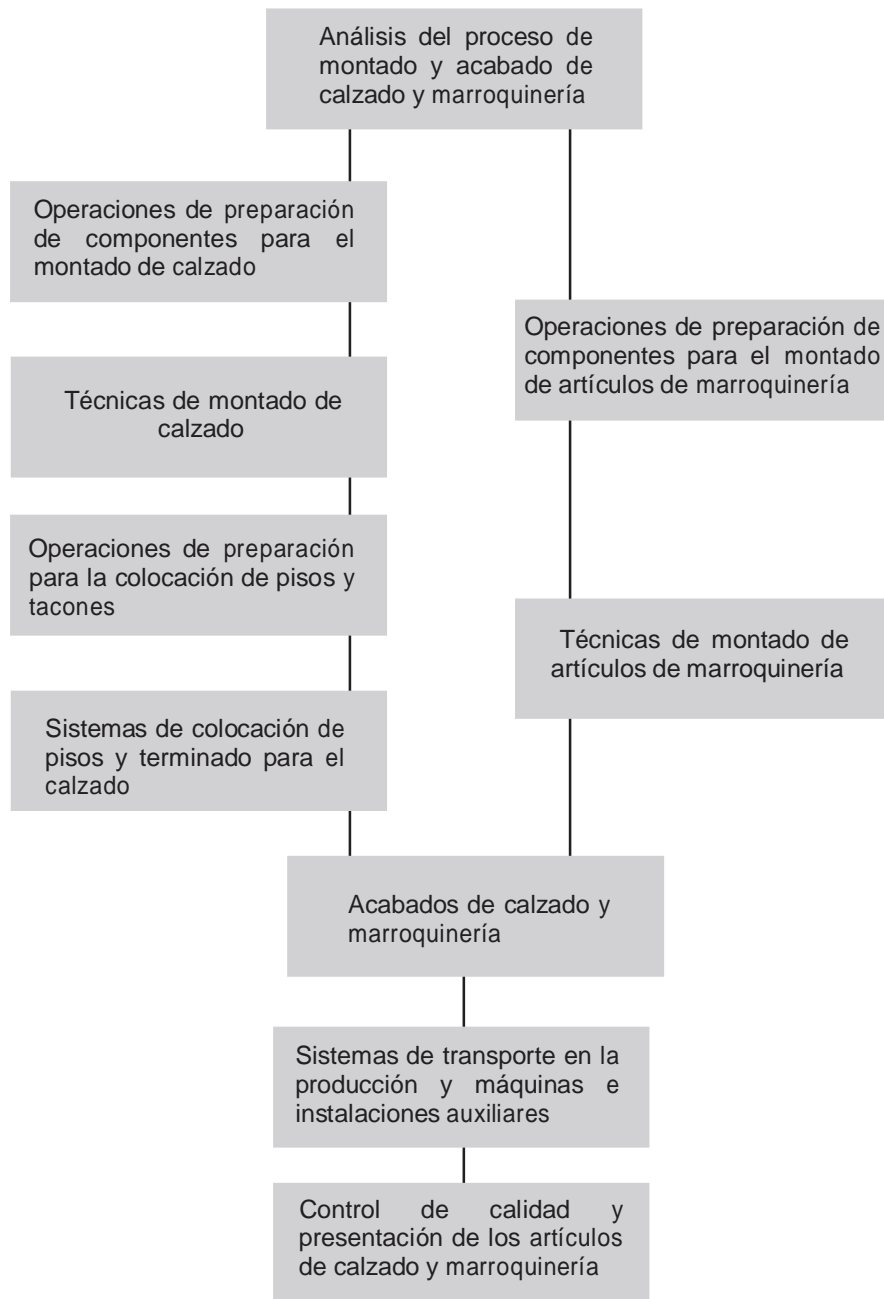 Análisis del proceso de
montado y acabado de
calzado y marroquinería
Operaciones de preparación
de componentes para el
montado de calzado
Operaciones de preparación de
componentes para el montado
de artículos de marroquinería
Técnicas de montado de
calzado
Operaciones de preparación
para la colocación de pisos y
tacones
Técnicas de montado de
artículos de marroquinería
Sistemas de colocación de
pisos y terminado para el
calzado
Acabados de calzado y
marroquinería
Sistemas de transporte en la
producción y máquinas e
instalaciones auxiliares
Control de calidad y
presentación de los artículos
de calzado y marroquinería